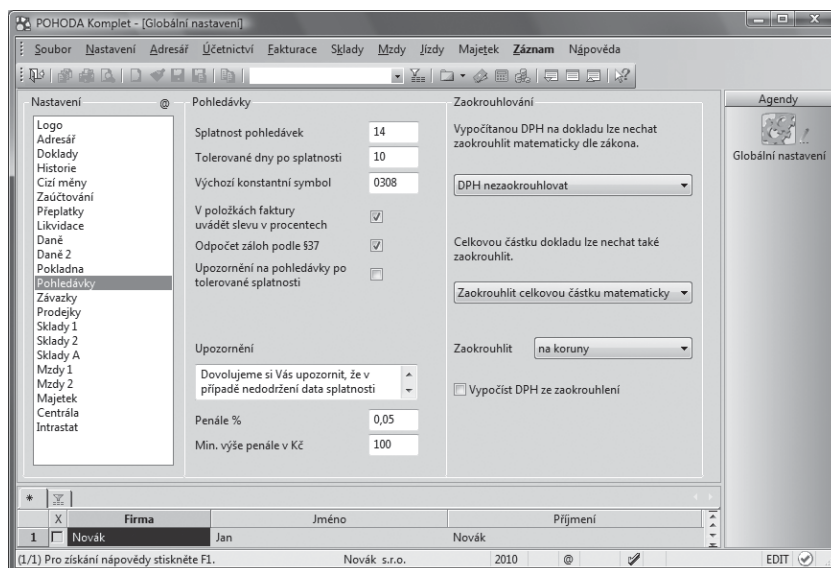 POHODA Komplet - [Globální nastavení]
Soubor Nastavení Adresář Účetnictví Fakturace Sklady Mzdy Jízdy Majetek Záznam Nápověda
Nastavení @
Logo
Adresář
Doklady
Historie
Cizí měny
Zaúčtování
Přeplatky
Likvidace
Daně
Daně 2
Pokladna
Pohledávky
Závazky
Prodejky
Sklady 1
Sklady 2
Sklady A
Mzdy 1
Mzdy 2
Majetek
Centrála
Intrastat
Pohledávky
Splatnost pohledávek 14
Tolerované dny po splatnosti 10
Výchozí konstantní symbol 0308
V položkách faktury
uvádět slevu v procentech
Odpočet záloh podle §37
Upozornění na pohledávky po
tolerované splatnosti
Upozornění
Dovolujeme si Vás upozornit, že v
případě nedodržení data splatnosti
Penále % 0,05
Min. výše penále v Kč 100
Zaokrouhlování
Vypočítanou DPH na dokladu lze nechat
zaokrouhlit matematicky dle zákona.
DPH nezaokrouhlovat
Celkovou částku dokladu lze nechat také
zaokrouhlit.
Zaokrouhlit celkovou částku matematicky
Zaokrouhlit na koruny
Vypočíst DPH ze zaokrouhlení
Agendy
Globální nastavení
* 
X Firma Jméno Příjmení
1 Novák Jan Novák
(1/1) Pro získání nápovědy stiskněte F1. Novák s.r.o. 2010 @ EDIT